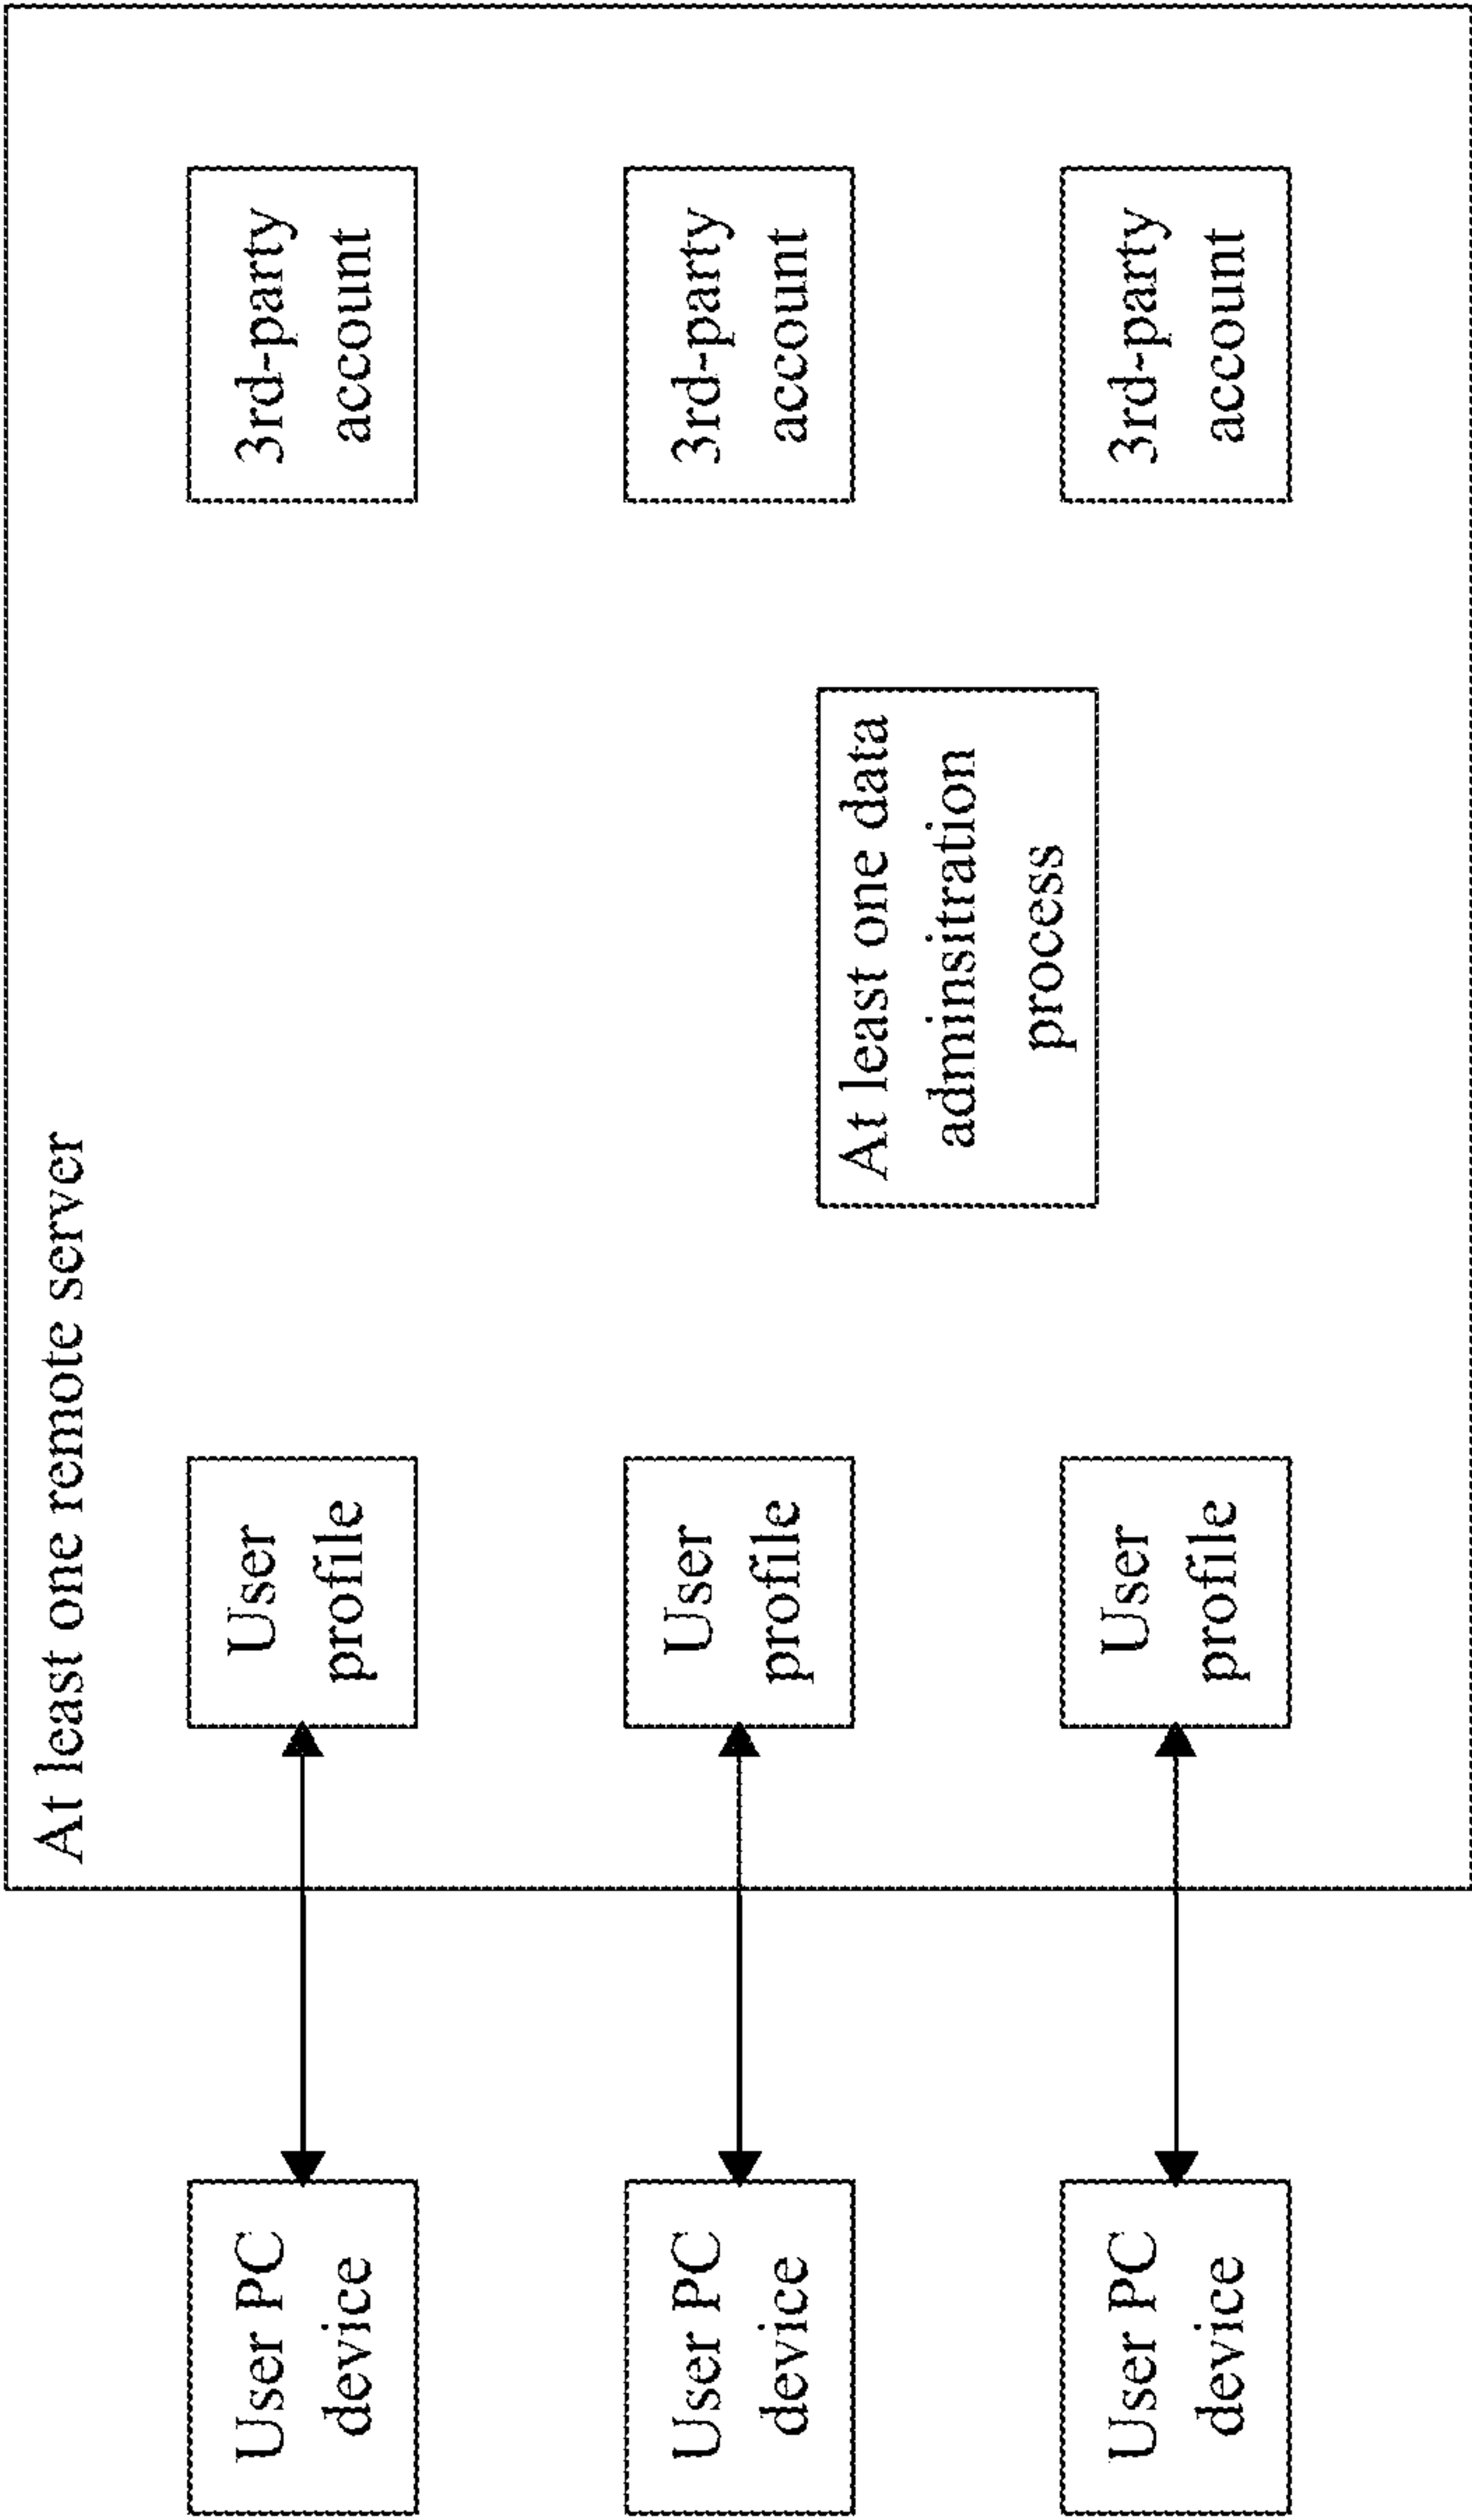 At least one remote server
User PC
device
User
profile
3rd-party
account
User PC
device
User
profile
3rd-party
account
At least one data
adminsitration
process
User PC
device
User
profile
3rd-party
account